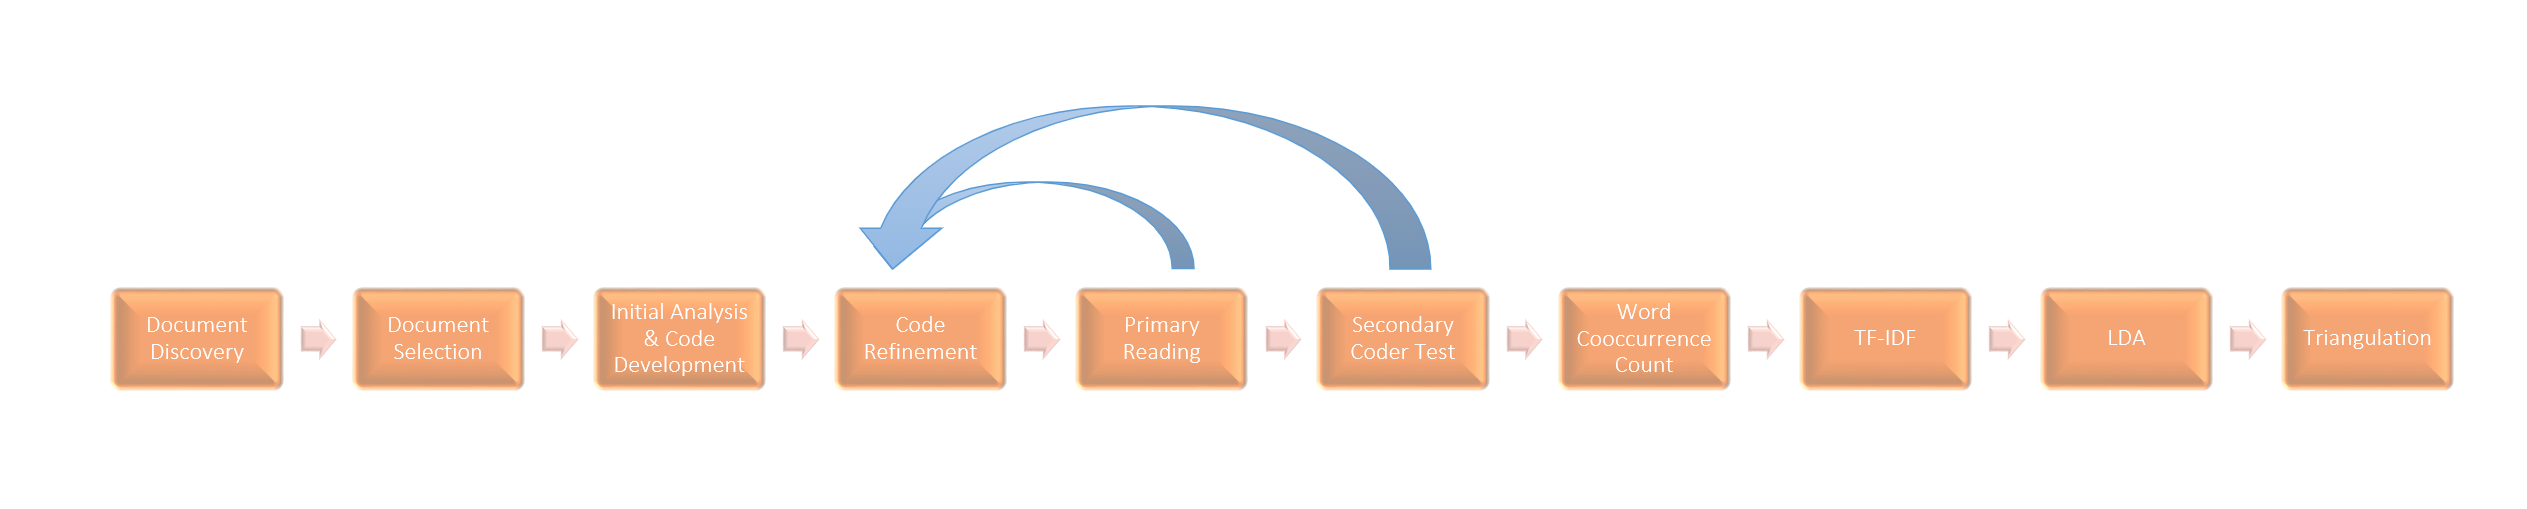 Document
Discovery
Document
Selection
Initial Analysis
& Code
Development
Code
Refinement
Primary
Reading
Secondary
Coder Test
Word
Cooccurrence
Count
TF-IDF
LDA
Triangulation